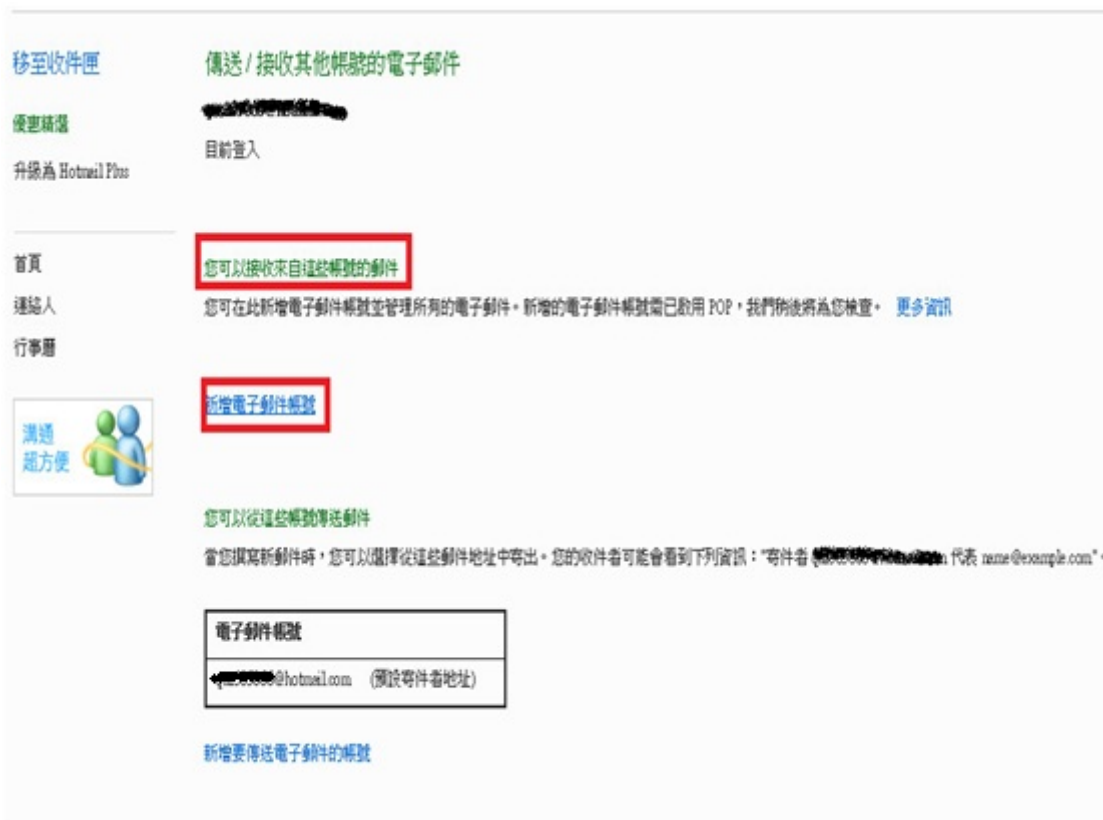 移至收件匣
傳送 / 接收其他帳號的電子郵件
優惠精選
目前登入
升級為 Hotmail Plus
首頁
您可以接收來自這些帳號的郵件
連絡人
您可在此新增電子郵件帳號並管理所有的電子郵件。新增的電子郵件帳號需已啟用 POP，我們稍後將為您檢查。 更多資訊
行事曆
新增電子郵件帳號
溝通
超方便
您可以從這些帳號傳送郵件
當您撰寫新郵件時，您可以選擇從這些郵件地址中寄出。您的收件者可能會看到下列資訊："寄件者 代表 name@example.com"。
電子郵件帳號
@hotmail.com (預設寄件者地址)
新增要傳送電子郵件的帳號